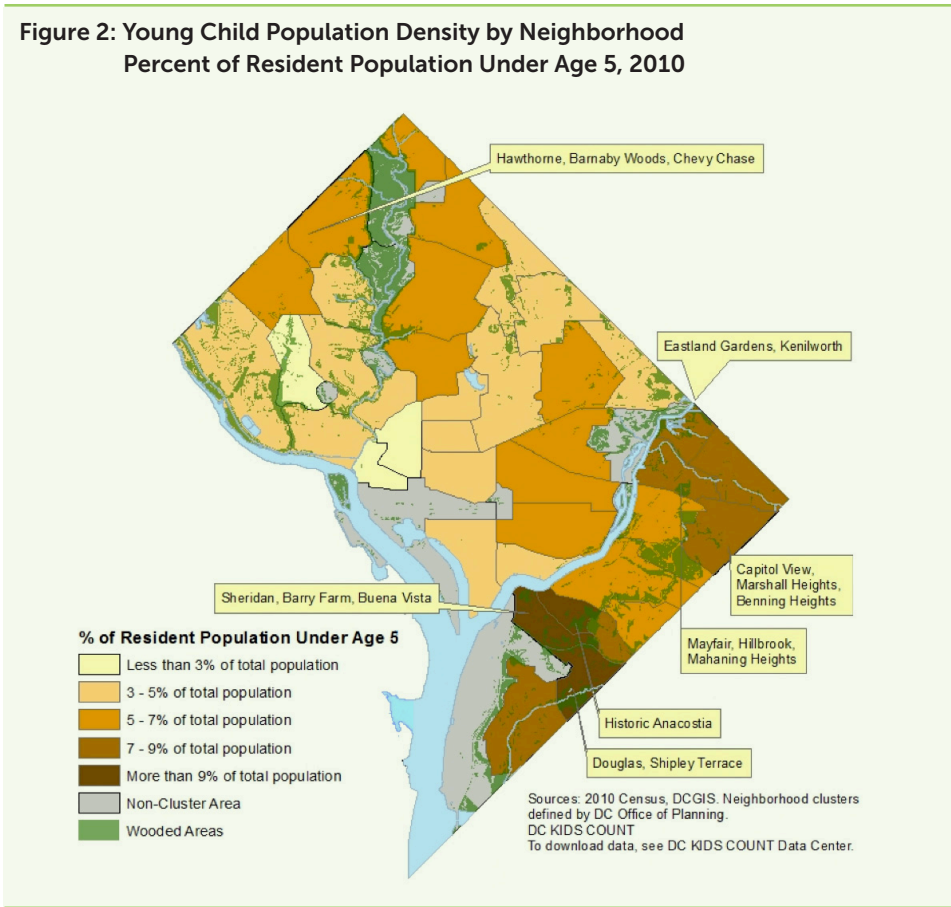 Figure 2: Young Child Population Density by Neighborhood
Percent of Resident Population Under Age 5, 2010
Hawthorne, Barnaby Woods, Chevy Chase
Eastland Gardens, Kenilworth
Capitol View,
Marshall Heights,
Benning Heights
Sheridan, Barry Farm, Buena Vista
Mayfair, Hillbrook,
Mahaning Heights
Historic Anacostia
Douglas, Shipley Terrace
% of Resident Population Under Age 5
Less than 3% of total population
3 - 5% of total population
5 - 7% of total population
7 - 9% of total population
More than 9% of total population
Non-Cluster Area
Wooded Areas
Sources: 2010 Census, DCGIS. Neighborhood clusters
defined by DC Office of Planning.
DC KIDS COUNT
To download data, see DC KIDS COUNT Data Center.